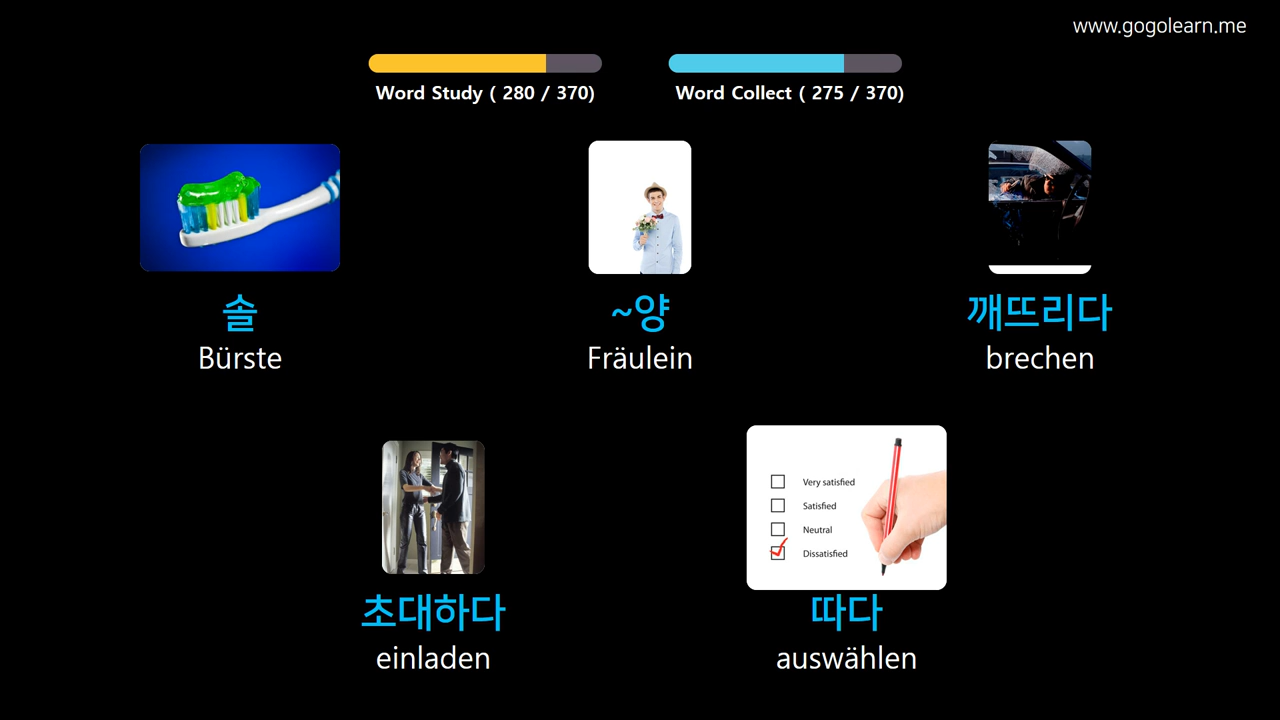 www.gogolearn.me
Word Study ( 280 / 370)
Word Collect ( 275 / 370)
솔
Bürste
~양
Fräulein
깨뜨리다
brechen
Very satisfied
Satisfied
Neutral
Dissatisfied
초대하다
einladen
따다
auswählen